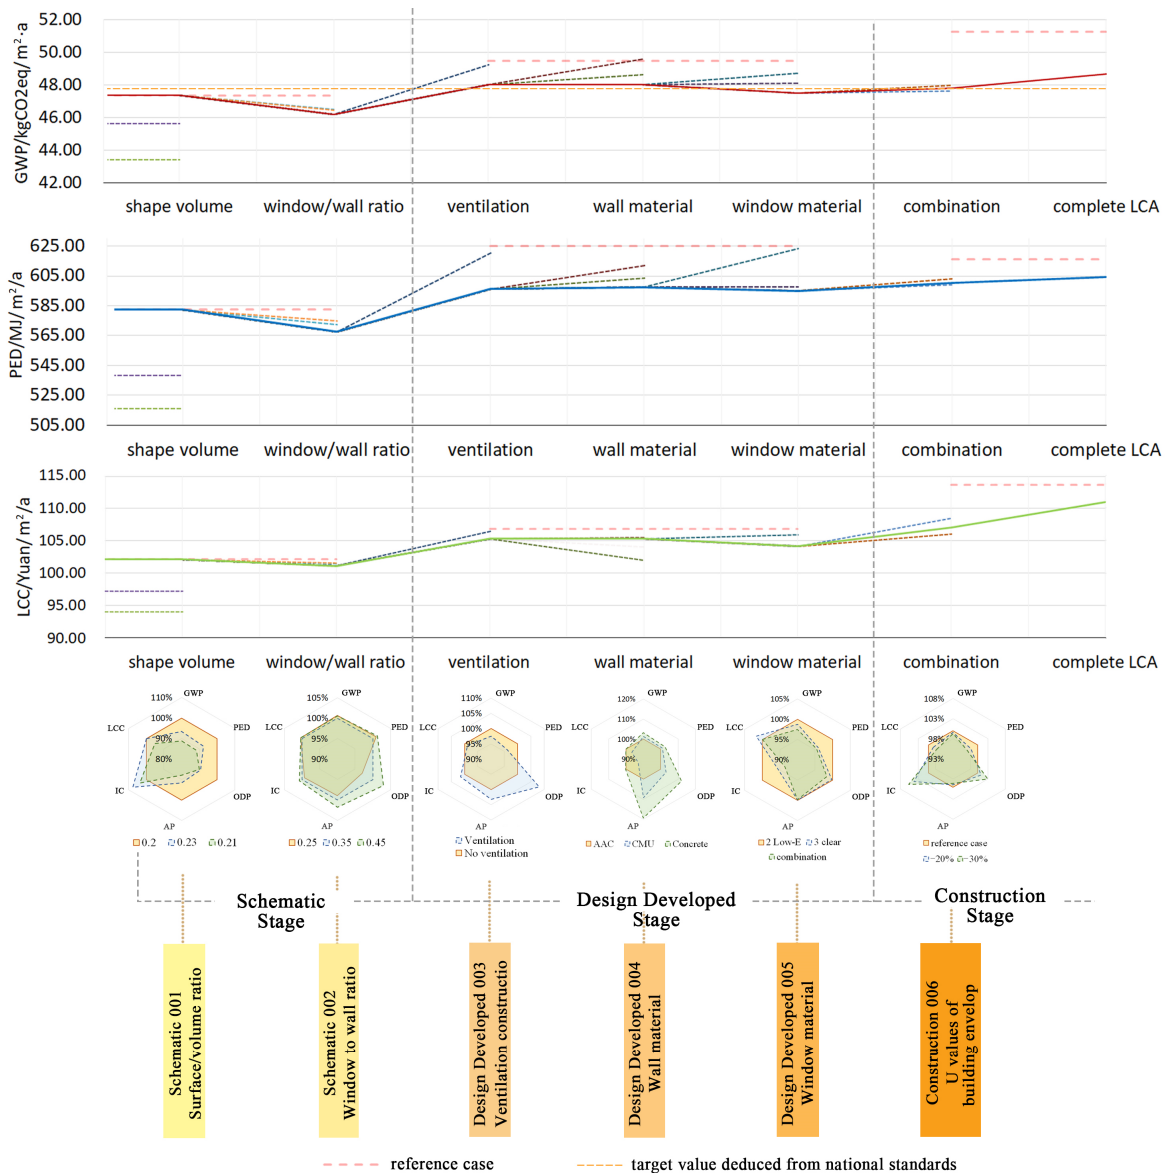 GWP/kgCO2eq/m²·a
52.00
50.00
48.00
46.00
44.00
42.00
shape volume
window/wall ratio
ventilation
wall material
window material
combination
complete LCA
PED/MJ/m²/a
625.00
605.00
585.00
565.00
545.00
525.00
505.00
shape volume
window/wall ratio
ventilation
wall material
window material
combination
complete LCA
LCC/Yuan/m²/a
115.00
110.00
105.00
100.00
95.00
90.00
shape volume
window/wall ratio
ventilation
wall material
window material
combination
complete LCA
GWP
PED
ODP
AP
IC
LCC
110%
100%
90%
80%
0.2
0.23
0.21
GWP
PED
ODP
AP
IC
LCC
105%
100%
95%
90%
0.25
0.35
0.45
GWP
PED
ODP
AP
IC
LCC
110%
105%
100%
95%
90%
Ventilation
No ventilation
GWP
PED
ODP
AP
IC
LCC
120%
110%
100%
90%
AAC
CMU
Concrete
GWP
PED
ODP
AP
IC
LCC
105%
100%
95%
90%
2 Low-E
3 clear
combination
GWP
PED
ODP
AP
IC
LCC
108%
103%
98%
93%
reference case
-20%
-30%
Schematic
Stage
Design Developed
Stage
Construction
Stage
Schematic 001
Surface/volume ratio
Schematic 002
Window to wall ratio
Design Developed 003
Ventilation constructio
Design Developed 004
Wall material
Design Developed 005
Window material
Construction 006
U values of
building envelop
reference case
target value deduced from national standards